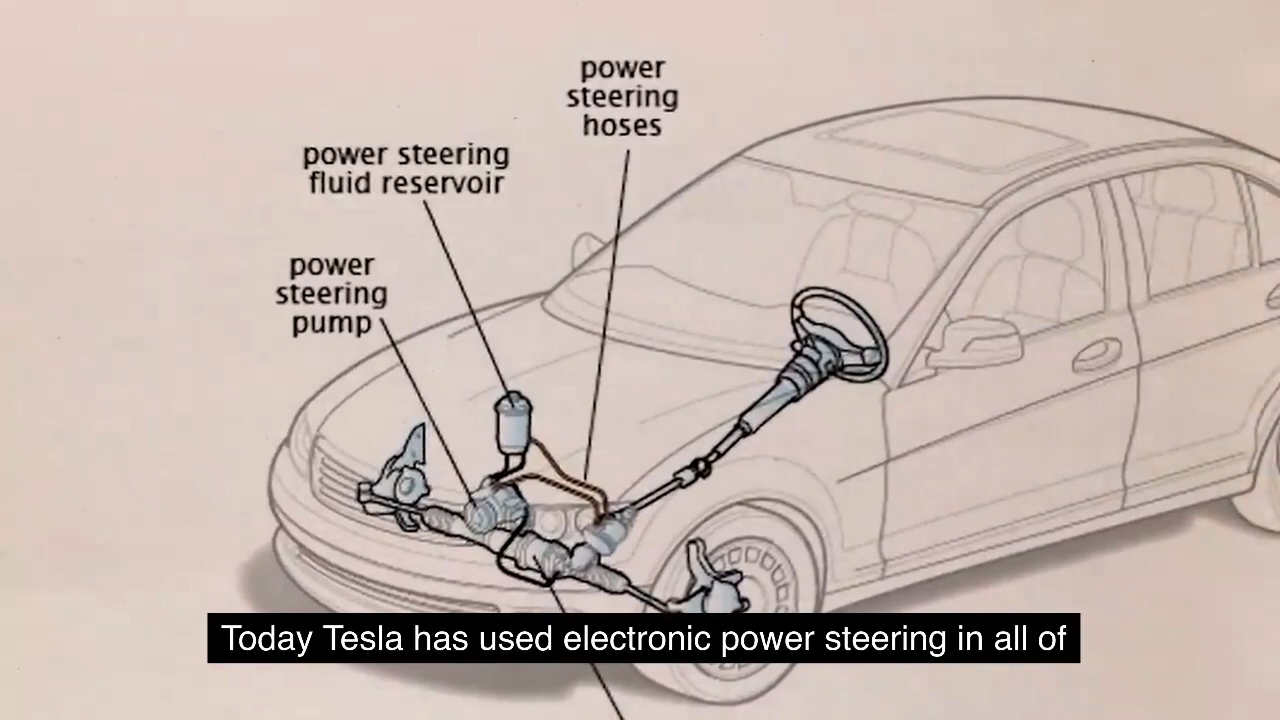 power
steering
hoses
power steering
fluid reservoir
power
steering
pump
Today Tesla has used electronic power steering in all of